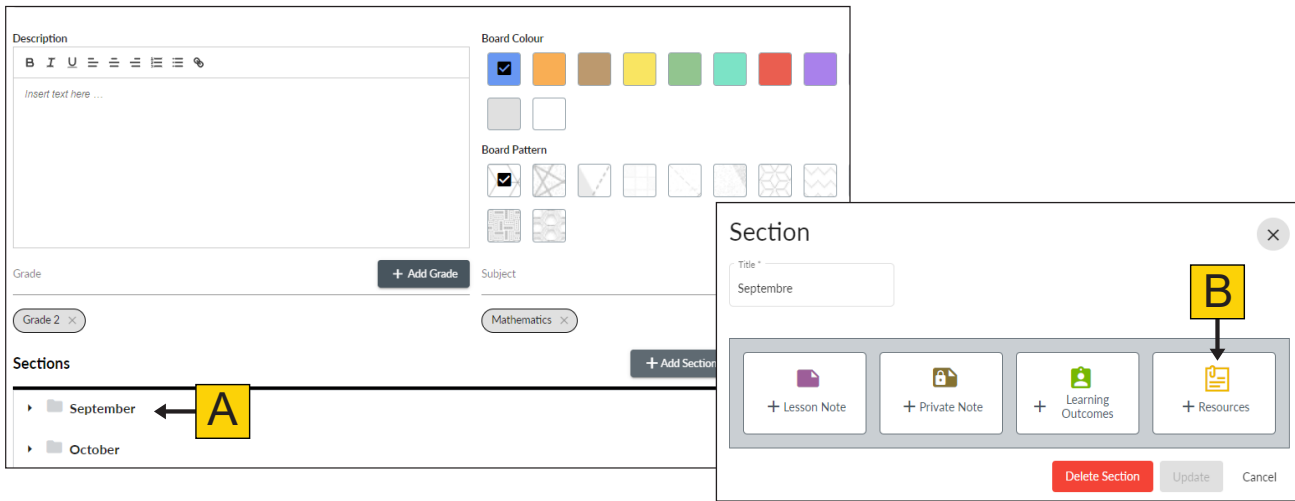 Description
B I U
Insert text here ...
Board Colour
Board Pattern
Grade
+ Add Grade
Subject
Grade 2 ×
Mathematics ×
Sections
+ Add Section
September
A
October
Section
×
Title *
Septembre
B
+ Lesson Note
+ Private Note
+ Learning
Outcomes
+ Resources
Delete Section
Update
Cancel